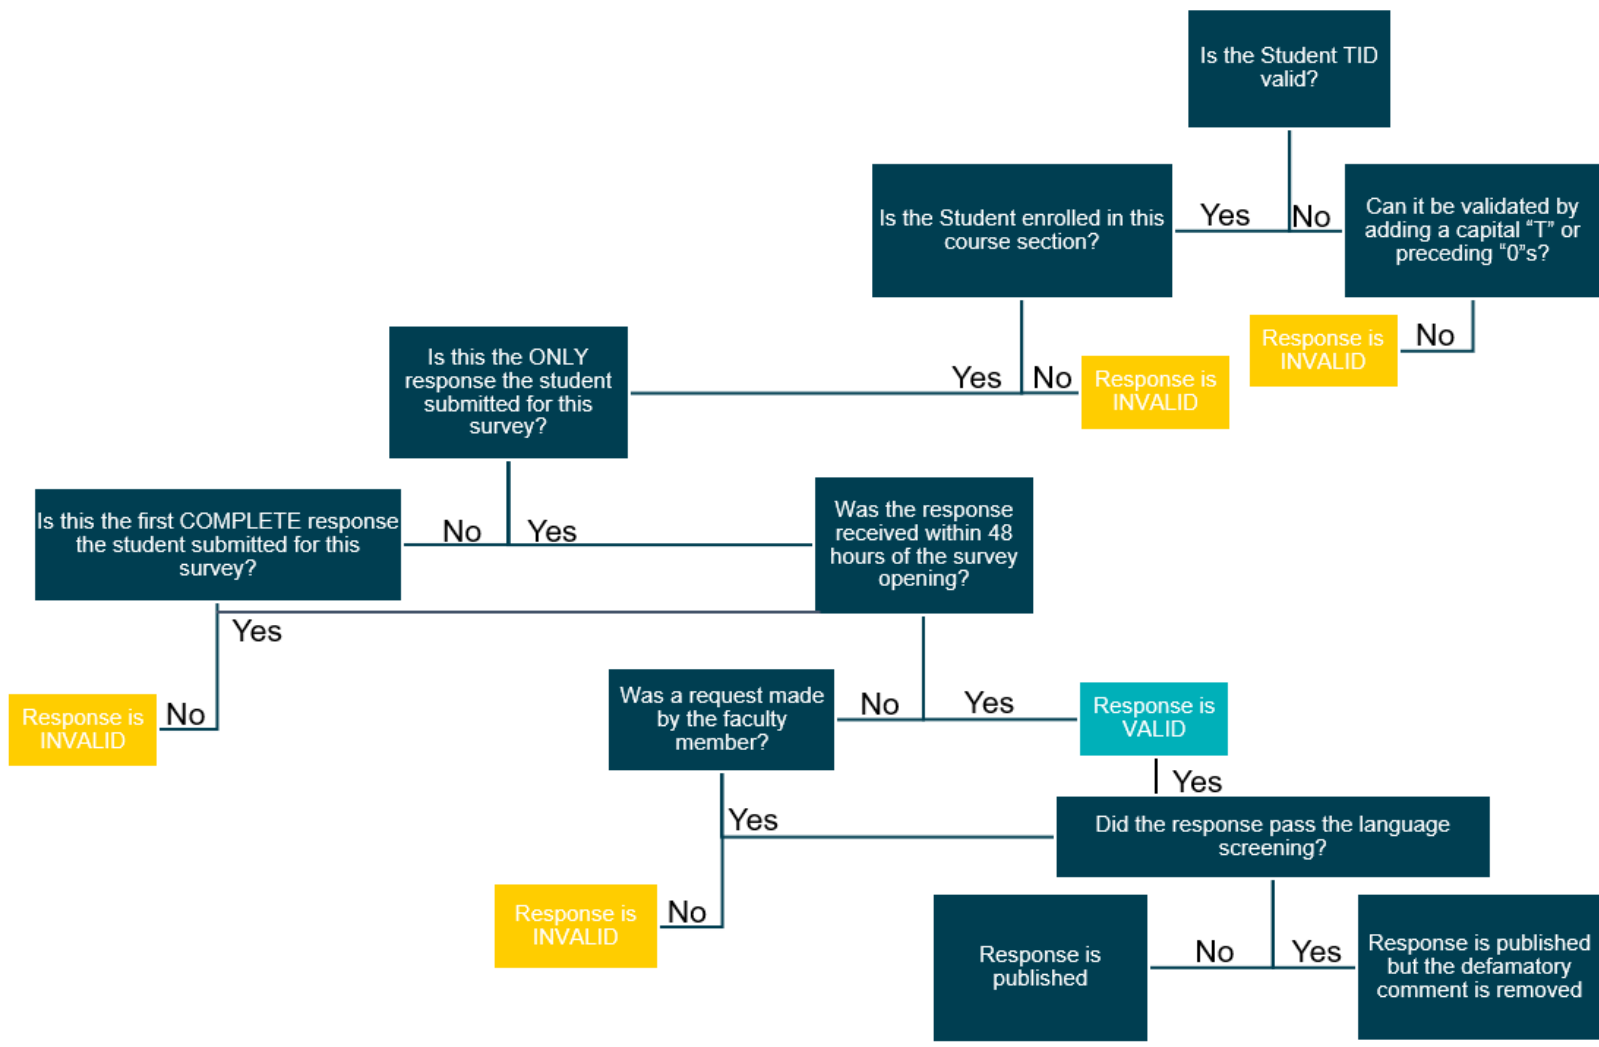 Is the Student TID
valid?
Is the Student enrolled in this
course section?
Yes
No
Can it be validated by
adding a capital “T” or
preceding “0”s?
Response is
INVALID
No
Is this the ONLY
response the student
submitted for this
survey?
Yes
No
Response is
INVALID
Is this the first COMPLETE response
the student submitted for this
survey?
No
Yes
Was the response
received within 48
hours of the survey
opening?
Yes
Response is
INVALID
No
Was a request made
by the faculty
member?
No
Yes
Response is
VALID
Yes
Yes
Did the response pass the language
screening?
Response is
INVALID
No
Response is
published
No
Yes
Response is published
but the defamatory
comment is removed